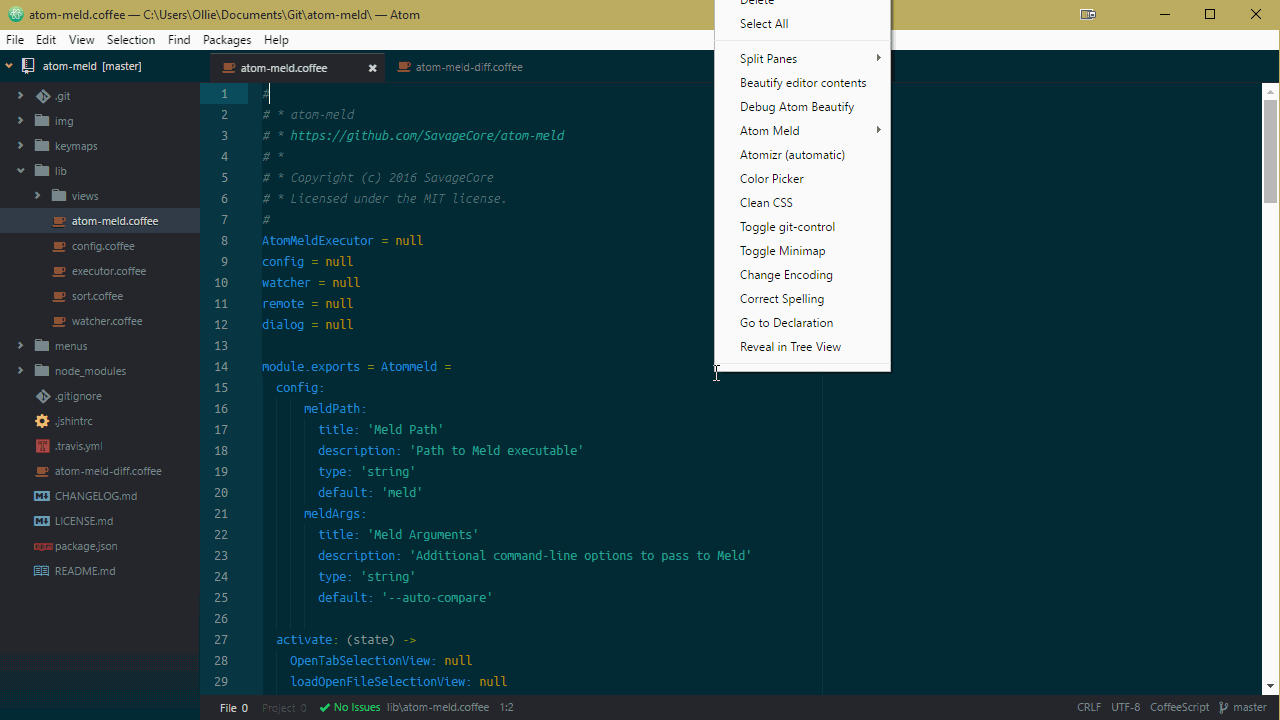 atom-meld.coffee — C:\Users\Ollie\Documents\Git\atom-meld\ — Atom
File Edit View Selection Find Packages Help
atom-meld [master]
.git
img
keymaps
lib
views
atom-meld.coffee
config.coffee
executor.coffee
sort.coffee
watcher.coffee
menus
node_modules
.gitignore
.jshintrc
.travis.yml
atom-meld-diff.coffee
CHANGELOG.md
LICENSE.md
package.json
README.md
atom-meld.coffee
atom-meld-diff.coffee
1 #
2 # * atom-meld
3 # * https://github.com/SavageCore/atom-meld
4 # *
5 # * Copyright (c) 2016 SavageCore
6 # * Licensed under the MIT license.
7 #
8 AtomMeldExecutor = null
9 config = null
10 watcher = null
11 remote = null
12 dialog = null
13
14 module.exports = Atommeld =
15 config:
16 meldPath:
17 title: 'Meld Path'
18 description: 'Path to Meld executable'
19 type: 'string'
20 default: 'meld'
21 meldArgs:
22 title: 'Meld Arguments'
23 description: 'Additional command-line options to pass to Meld'
24 type: 'string'
25 default: '--auto-compare'
26
27 activate: (state) ->
28 OpenTabSelectionView: null
29 loadOpenFileSelectionView: null
Delete
Select All
Split Panes
Beautify editor contents
Debug Atom Beautify
Atom Meld
Atomizr (automatic)
Color Picker
Clean CSS
Toggle git-control
Toggle Minimap
Change Encoding
Correct Spelling
Go to Declaration
Reveal in Tree View
File 0 Project 0 No Issues lib\atom-meld.coffee 1:2 CRLF UTF-8 CoffeeScript master